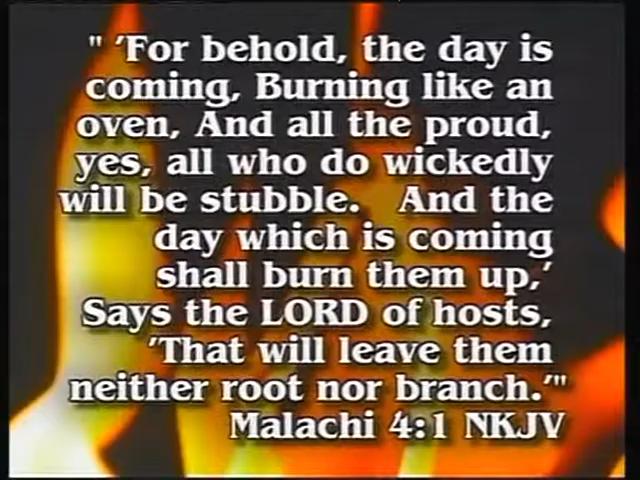 " 'For behold, the day is
coming, Burning like an
oven, And all the proud,
yes, all who do wickedly
will be stubble.  And the
day which is coming
shall burn them up,'
Says the LORD of hosts,
'That will leave them
neither root nor branch.'"
Malachi 4:1 NKJV